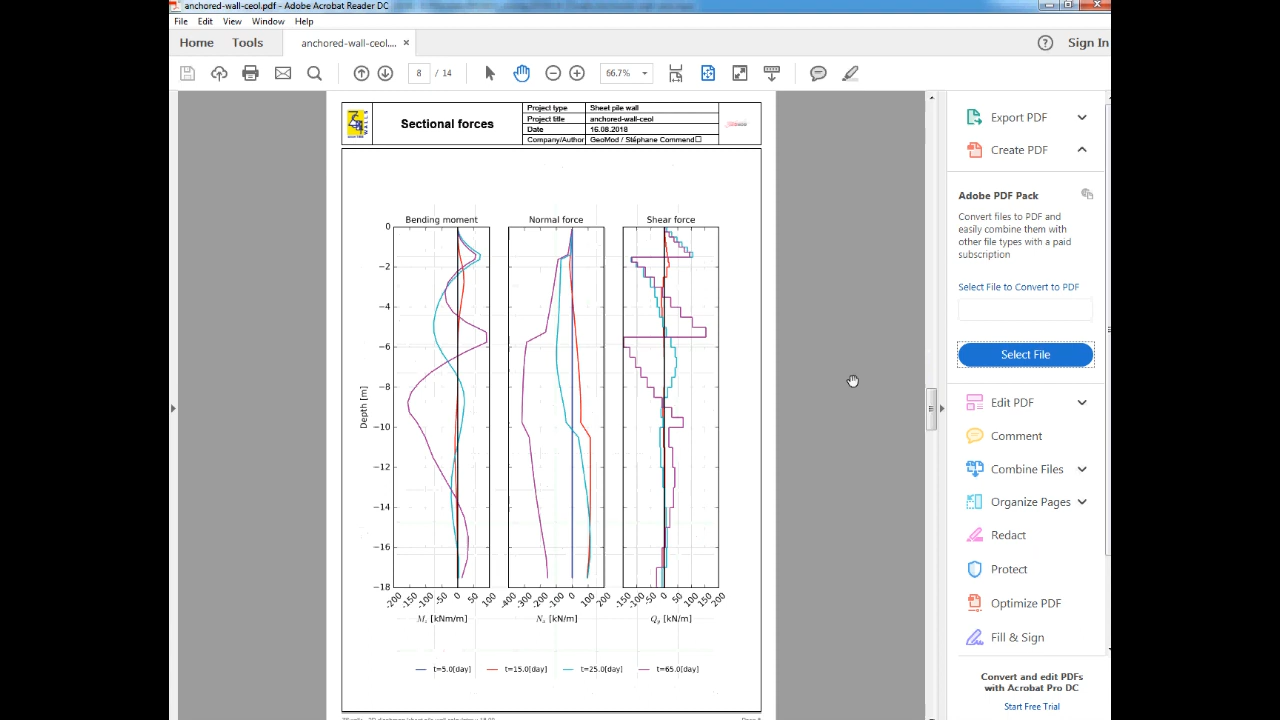 anchored-wall-ceol.pdf - Adobe Acrobat Reader DC
File Edit View Window Help
Home Tools anchored-wall-ceol.... × Sign In
8 / 14 66.7%
Sectional forces
Project type Sheet pile wall
Project title anchored-wall-ceol
Date 16.08.2018
Company/Author GeoMod / Stéphane Commend☐
WALLS
Bending moment Normal force Shear force
0
−2
−4
−6
−8
−10
−12
−14
−16
−18
Depth [m]
-200 -150 -100 -50 0 50 100
-400 -300 -200 -100 0 100 200
-150 -100 -50 0 50 100 150 200
[kNm/m]
[kN/m]
[kN/m]
t=5.0[day] t=15.0[day] t=25.0[day] t=65.0[day]
Export PDF
Create PDF
Adobe PDF Pack
Convert files to PDF and
easily combine them with
other file types with a paid
subscription
Select File to Convert to PDF
Select File
Edit PDF
Comment
Combine Files
Organize Pages
Redact
Protect
Optimize PDF
Fill & Sign
Convert and edit PDFs
with Acrobat Pro DC
Start Free Trial